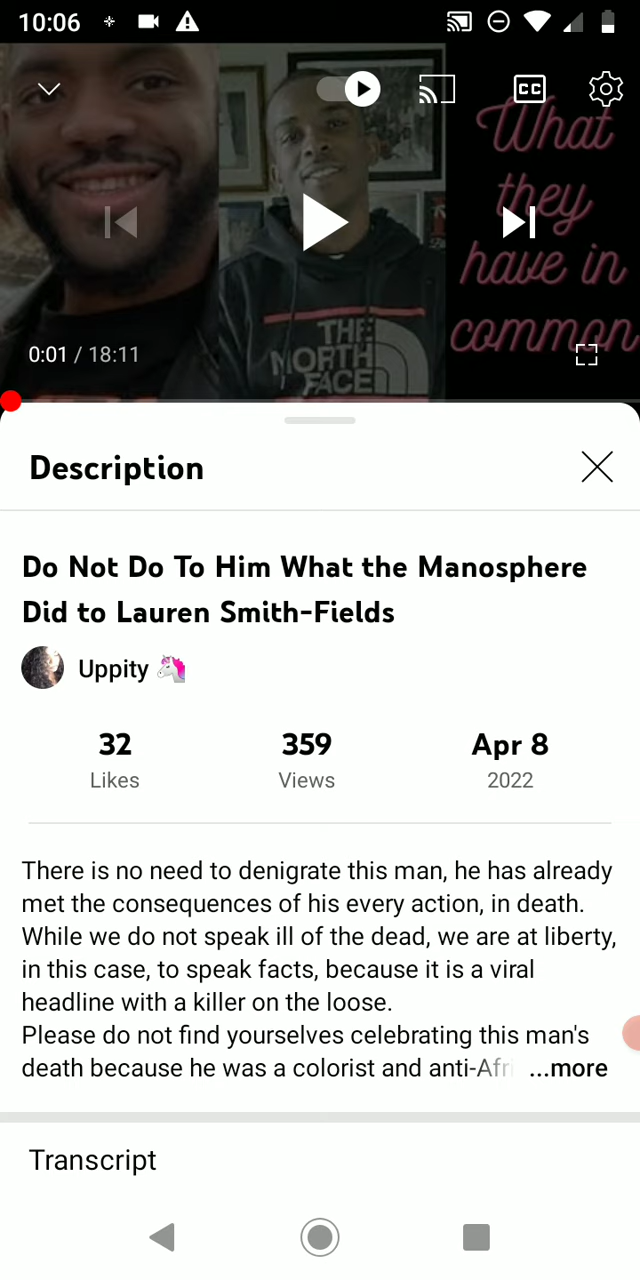 10:06
CC
What
they
have in
common
THE
NORTH
FACE
0:01 / 18:11
Description
Do Not Do To Him What the Manosphere
Did to Lauren Smith-Fields
Uppity 🦄
32 359 Apr 8
Likes Views 2022
There is no need to denigrate this man, he has already
met the consequences of his every action, in death.
While we do not speak ill of the dead, we are at liberty,
in this case, to speak facts, because it is a viral
headline with a killer on the loose.
Please do not find yourselves celebrating this man's
death because he was a colorist and anti-Afri ...more
Transcript